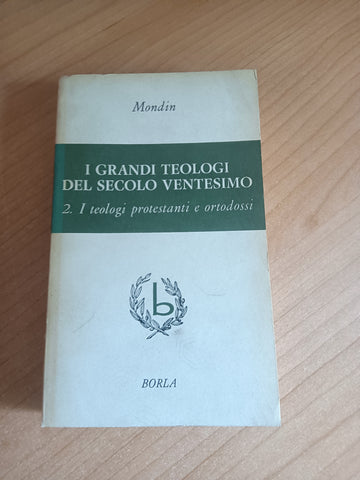 Mondin
I GRANDI TEOLOGI
DEL SECOLO VENTESIMO
2. I teologi protestanti e ortodossi
b
BORLA